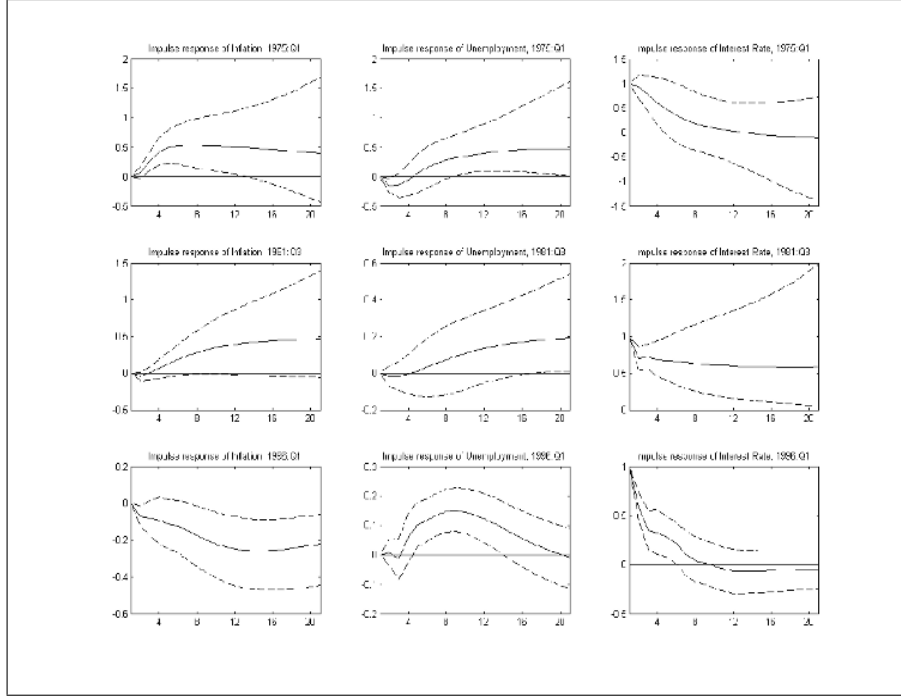 Impulse response of Inflation, 1975:Q1
2
1.5
1
0.5
0
-0.5
4 8 12 16 20
Impulse response of Unemployment, 1975:Q1
2
1.5
1
0.5
0
-0.5
4 8 12 16 20
mpulse response of Interest Rate, 1975:Q1
1.5
1
0.5
0
-0.5
-1
-1.5
4 8 12 16 20
Impulse response of Inflation, 1981:Q3
1.5
1
0.5
0
-0.5
4 8 12 16 20
Impulse response of Unemployment, 1981:Q3
0.6
0.4
0.2
0
-0.2
4 8 12 16 20
mpulse response of Interest Rate, 1981:Q3
2
1.5
1
0.5
0
4 8 12 16 20
Impulse response of Inflation, 1996:Q1
0.2
0
-0.2
-0.4
-0.6
4 8 12 16 20
Impulse response of Unemployment, 1996:Q1
0.3
0.2
0.1
0
-0.1
-0.2
4 8 12 16 20
mpulse response of Interest Rate, 1996:Q1
1
0.5
0
-0.5
4 8 12 16 20